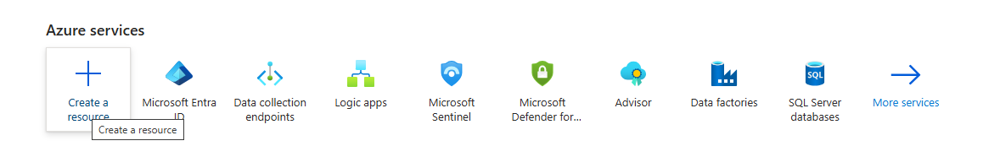 Azure services
Create a
resource
Microsoft Entra
ID
Data collection
endpoints
Logic apps
Microsoft
Sentinel
Microsoft
Defender for...
Advisor
Data factories
SQL
SQL Server
databases
More services
Create a resource